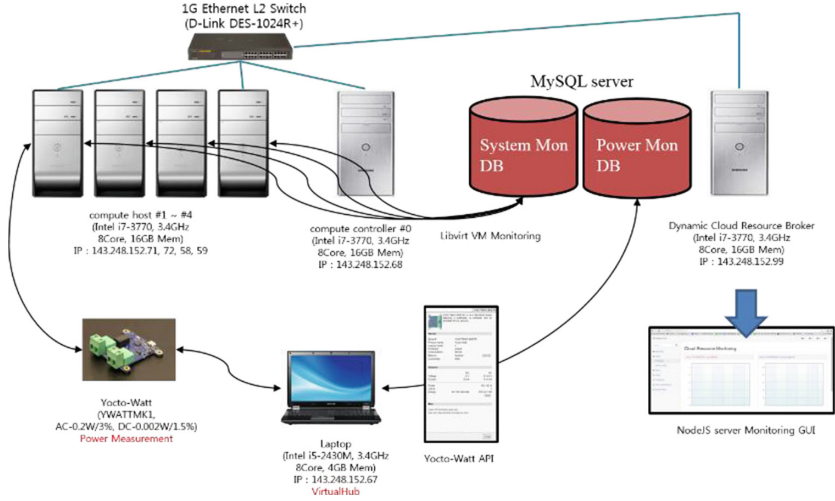 1G Ethernet L2 Switch
(D-Link DES-1024R+)
MySQL server
System Mon
DB
Power Mon
DB
compute host #1 ~ #4
(Intel i7-3770, 3.4GHz
8Core, 16GB Mem)
IP : 143.248.152.71, 72, 58, 59
compute controller #0
(Intel i7-3770, 3.4GHz
8Core, 16GB Mem)
IP : 143.248.152.68
Libvirt VM Monitoring
Dynamic Cloud Resource Broker
(Intel i7-3770, 3.4GHz
8Core, 16GB Mem)
IP : 143.248.152.99
Yocto-Watt
(YWATTMK1,
AC-0.2W/3%, DC-0.002W/1.5%)
Power Measurement
Laptop
(Intel i5-2430M, 3.4GHz
8Core, 4GB Mem)
IP : 143.248.152.67
VirtualHub
Yocto-Watt API
Cloud Resource Monitoring
NodeJS server Monitoring GUI